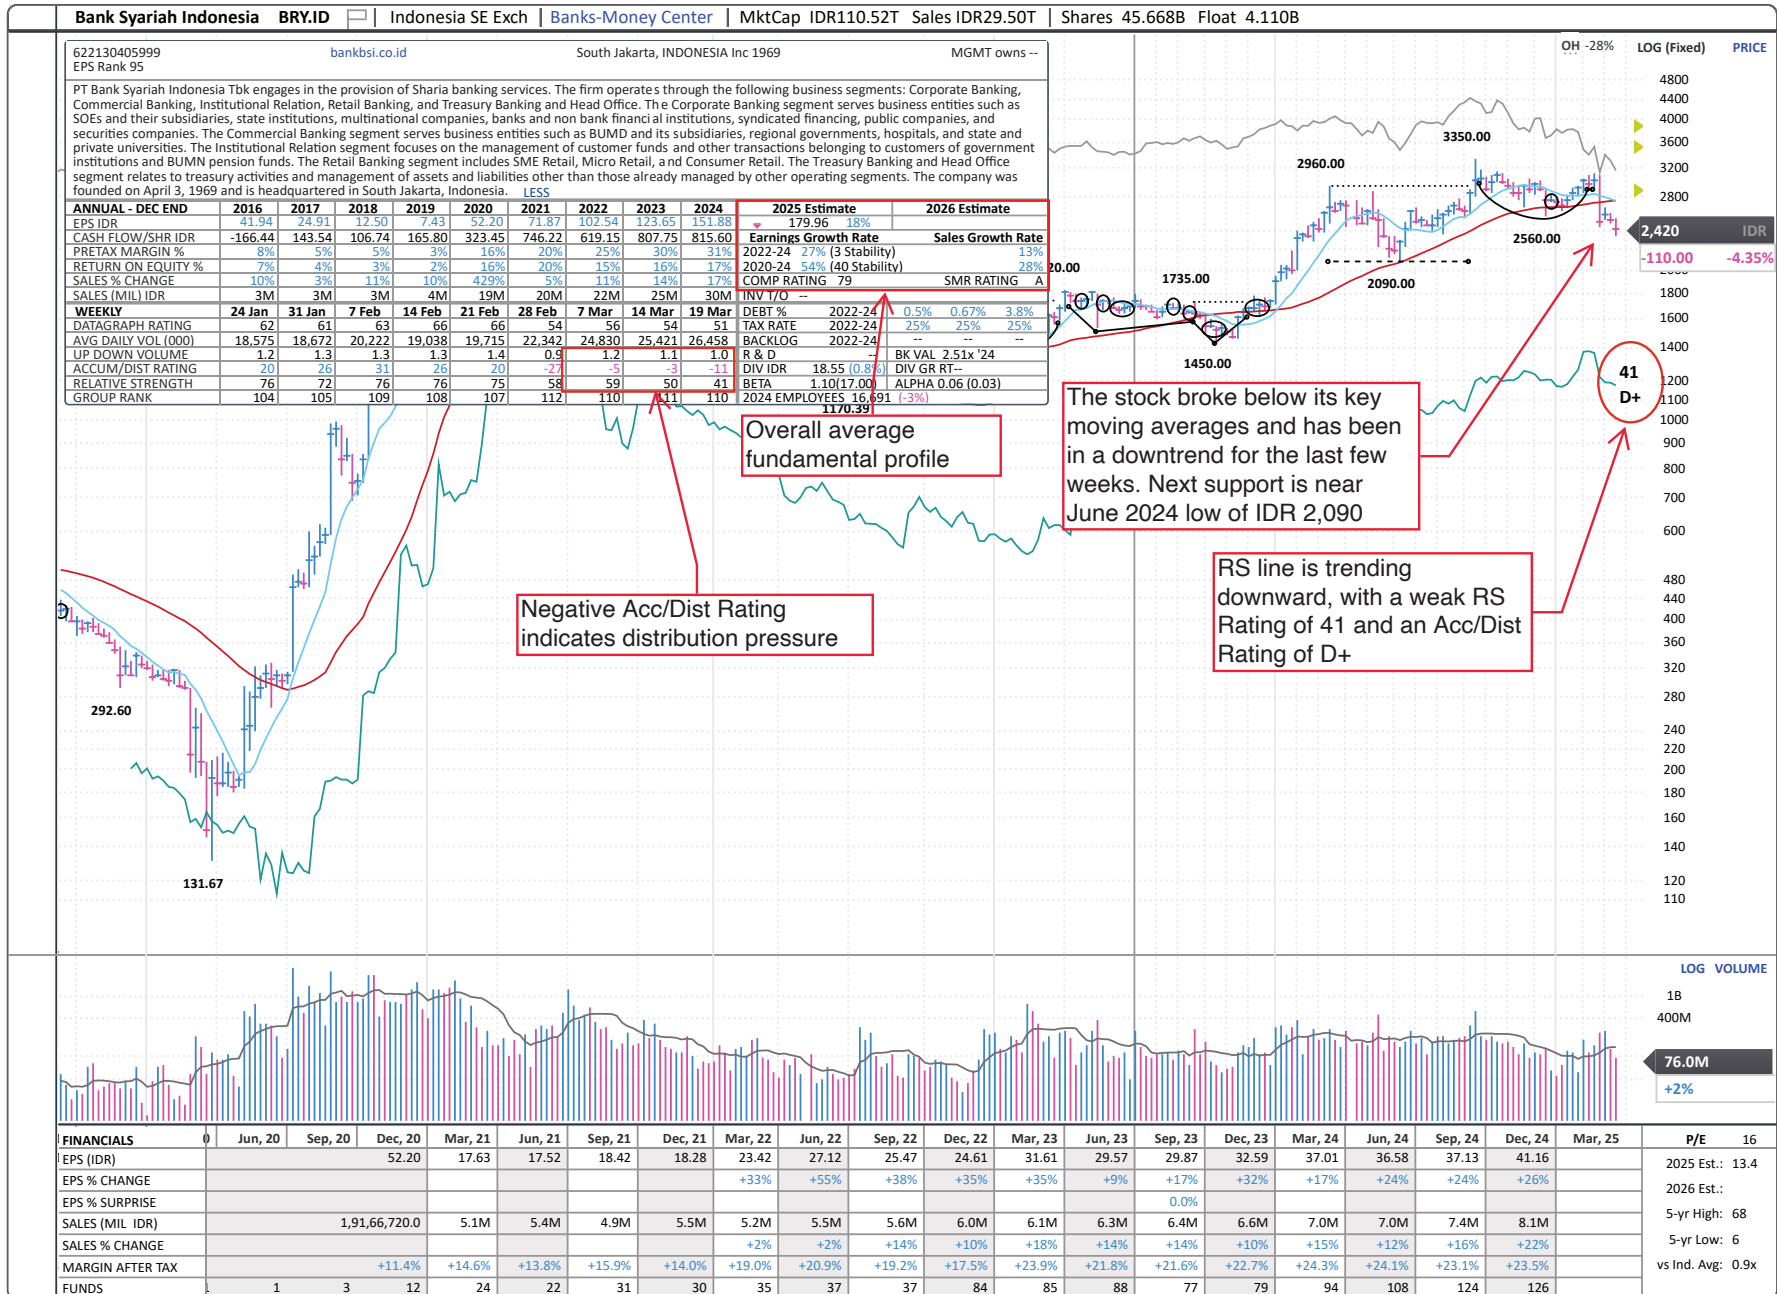 Bank Syariah Indonesia BRY.ID Indonesia SE Exch Banks-Money Center MktCap IDR110.52T Sales IDR29.50T Shares 45.668B Float 4.110B
622130405999 bankbsi.co.id South Jakarta, INDONESIA Inc 1969 MGMT owns --
EPS Rank 95
PT Bank Syariah Indonesia Tbk engages in the provision of Sharia banking services. The firm operates through the following business segments: Corporate Banking,
Commercial Banking, Institutional Relation, Retail Banking, and Treasury Banking and Head Office. The Corporate Banking segment serves business entities such as
SOEs and their subsidiaries, state institutions, multinational companies, banks and non bank financial institutions, syndicated financing, public companies, and
securities companies. The Commercial Banking segment serves business entities such as BUMD and its subsidiaries, regional governments, hospitals, and state and
private universities. The Institutional Relation segment focuses on the management of customer funds and other transactions belonging to customers of government
institutions and BUMN pension funds. The Retail Banking segment includes SME Retail, Micro Retail, and Consumer Retail. The Treasury Banking and Head Office
segment relates to treasury activities and management of assets and liabilities other than those already managed by other operating segments. The company was
founded on April 3, 1969 and is headquartered in South Jakarta, Indonesia. LESS
ANNUAL - DEC END 2016 2017 2018 2019 2020 2021 2022 2023 2024 2025 Estimate 2026 Estimate
EPS IDR 41.94 24.91 12.50 7.43 52.20 71.87 102.54 123.65 151.88 179.96 18%
CASH FLOW/SHR IDR -166.44 143.54 106.74 165.80 323.45 746.22 619.15 807.75 815.60 Earnings Growth Rate Sales Growth Rate
PRETAX MARGIN % 8% 5% 5% 3% 16% 20% 25% 30% 31% 2022-24 27% (3 Stability) 13%
RETURN ON EQUITY % 7% 4% 3% 2% 16% 20% 15% 16% 17% 2020-24 54% (40 Stability) 28%
SALES % CHANGE 10% 3% 11% 10% 429% 5% 11% 14% 17% COMP RATING 79 SMR RATING A
SALES (MIL) IDR 3M 3M 3M 4M 19M 20M 22M 25M 30M INV T/O --
WEEKLY 24 Jan 31 Jan 7 Feb 14 Feb 21 Feb 28 Feb 7 Mar 14 Mar 19 Mar DEBT % 2022-24 0.5% 0.67% 3.8%
DATAGRAPH RATING 62 61 63 66 66 54 56 54 51 TAX RATE 2022-24 25% 25% 25%
AVG DAILY VOL (000) 18,575 18,672 20,222 19,038 19,715 22,342 24,830 25,421 26,458 BACKLOG 2022-24 -- -- --
UP DOWN VOLUME 1.2 1.3 1.3 1.3 1.4 0.9 1.2 1.1 1.0 R & D -- BK VAL 2.51x '24
ACCUM/DIST RATING 20 26 31 26 20 -27 -5 -3 -11 DIV IDR 18.55 (0.8%) DIV GR RT--
RELATIVE STRENGTH 76 72 76 76 75 58 59 50 41 BETA 1.10(17.00) ALPHA 0.06 (0.03)
GROUP RANK 104 105 109 108 107 112 110 111 110 2024 EMPLOYEES 16,691 (-3%)
OH -28% LOG (Fixed) PRICE
4800
4400
4000
3600
3200
2800
2,420 IDR
-110.00 -4.35%
1800
1600
1400
1200
1000
900
800
700
600
480
440
400
360
320
280
240
220
200
180
160
140
120
110
3350.00
2960.00
2560.00
2090.00
20.00
1735.00
1450.00
1170.39
292.60
131.67
41
D+
Overall average
fundamental profile
The stock broke below its key
moving averages and has been
in a downtrend for the last few
weeks. Next support is near
June 2024 low of IDR 2,090
RS line is trending
downward, with a weak RS
Rating of 41 and an Acc/Dist
Rating of D+
Negative Acc/Dist Rating
indicates distribution pressure
LOG VOLUME
1B
400M
76.0M
+2%
FINANCIALS 0 Jun, 20 Sep, 20 Dec, 20 Mar, 21 Jun, 21 Sep, 21 Dec, 21 Mar, 22 Jun, 22 Sep, 22 Dec, 22 Mar, 23 Jun, 23 Sep, 23 Dec, 23 Mar, 24 Jun, 24 Sep, 24 Dec, 24 Mar, 25
EPS (IDR) 52.20 17.63 17.52 18.42 18.28 23.42 27.12 25.47 24.61 31.61 29.57 29.87 32.59 37.01 36.58 37.13 41.16
EPS % CHANGE +33% +55% +38% +35% +35% +9% +17% +32% +17% +24% +24% +26%
EPS % SURPRISE 0.0%
SALES (MIL IDR) 1,91,66,720.0 5.1M 5.4M 4.9M 5.5M 5.2M 5.5M 5.6M 6.0M 6.1M 6.3M 6.4M 6.6M 7.0M 7.0M 7.4M 8.1M
SALES % CHANGE +2% +2% +14% +10% +18% +14% +14% +10% +15% +12% +16% +22%
MARGIN AFTER TAX +11.4% +14.6% +13.8% +15.9% +14.0% +19.0% +20.9% +19.2% +17.5% +23.9% +21.8% +21.6% +22.7% +24.3% +24.1% +23.1% +23.5%
FUNDS 1 3 12 24 22 31 30 35 37 37 84 85 88 77 79 94 108 124 126
P/E 16
2025 Est.: 13.4
2026 Est.:
5-yr High: 68
5-yr Low: 6
vs Ind. Avg: 0.9x